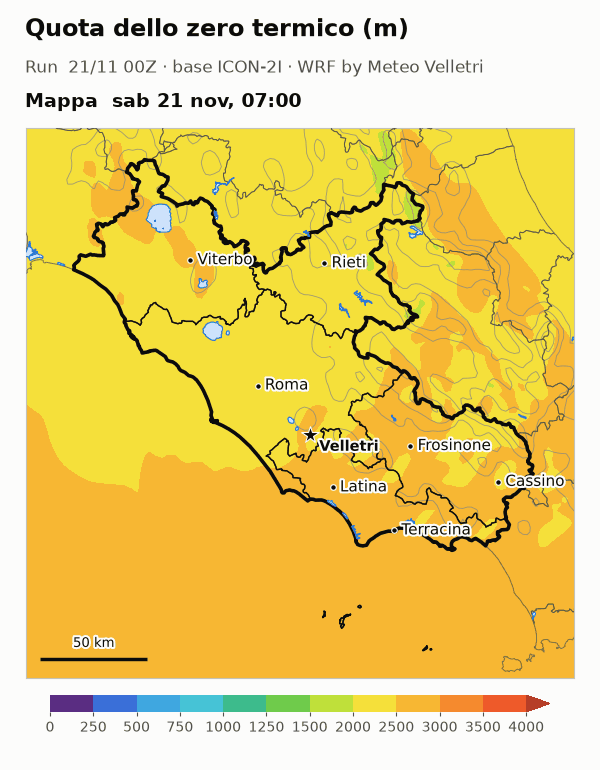 Quota dello zero termico (m)
Run  21/11 00Z · base ICON-2I · WRF by Meteo Velletri
Mappa  sab 21 nov, 07:00
Viterbo
Rieti
Roma
Velletri
Frosinone
Cassino
Latina
Terracina
50 km
0 250 500 750 1000 1250 1500 2000 2500 3000 3500 4000